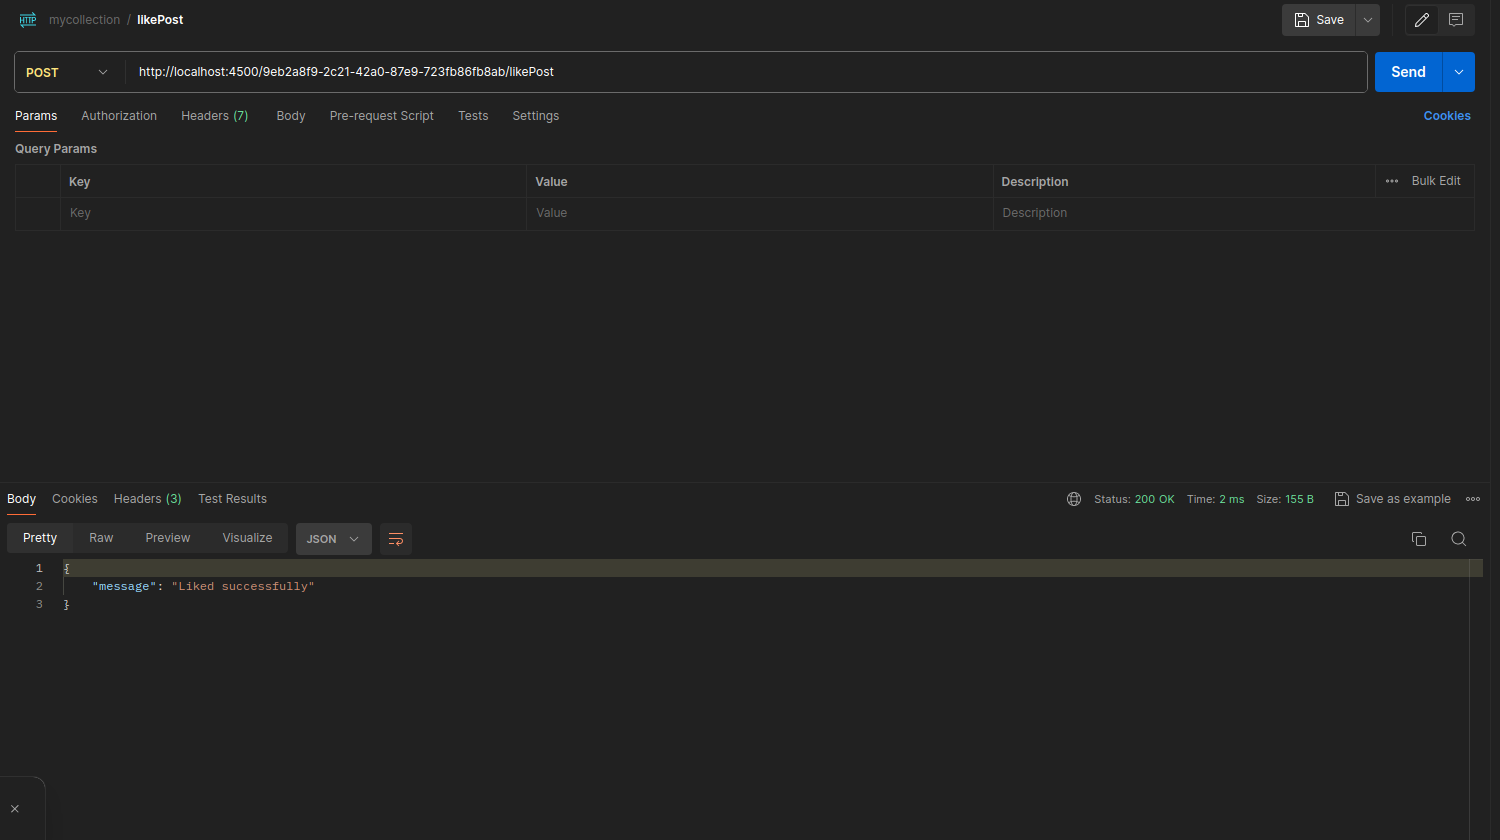 HTTP mycollection / likePost
Save
POST http://localhost:4500/9eb2a8f9-2c21-42a0-87e9-723fb86fb8ab/likePost Send
Params Authorization Headers (7) Body Pre-request Script Tests Settings Cookies
Query Params
Key Value Description ••• Bulk Edit
Key Value Description
Body Cookies Headers (3) Test Results Status: 200 OK Time: 2 ms Size: 155 B Save as example
Pretty Raw Preview Visualize JSON
1 {
2 "message": "Liked successfully"
3 }